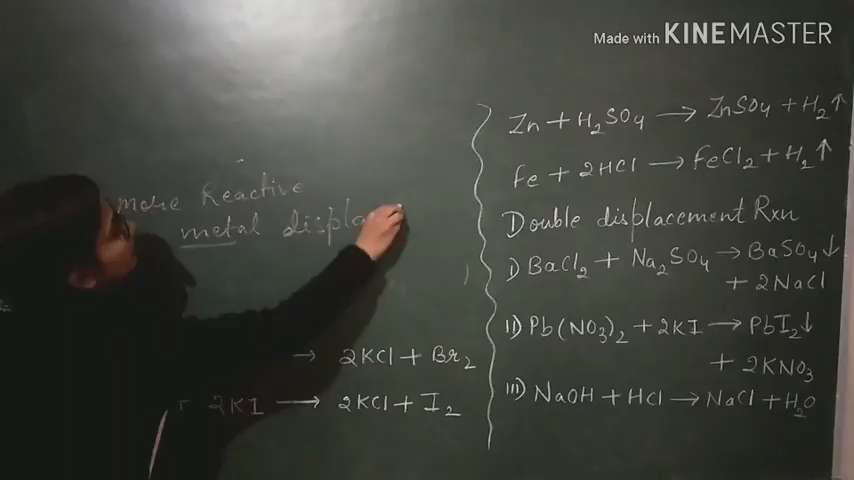 Made with KINEMASTER
more Reactive
metal
→ 2KCl + Br₂
2KI → 2KCl + I₂
Zn + H₂SO₄ → ZnSO₄ + H₂↑
Fe + 2HCl → FeCl₂ + H₂↑
Double displacement Rxn
i) BaCl₂ + Na₂SO₄ → BaSO₄↓
+ 2NaCl
ii) Pb(NO₃)₂ + 2KI → PbI₂↓
+ 2KNO₃
iii) NaOH + HCl → NaCl + H₂O